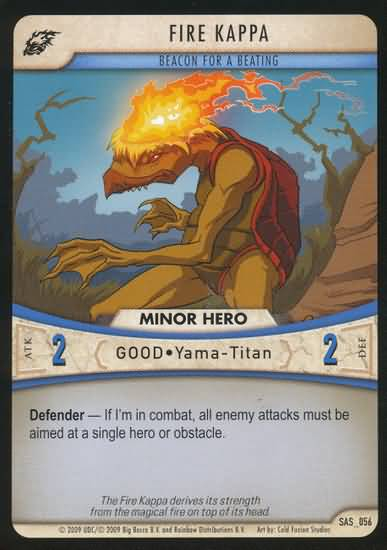 FIRE KAPPA
BEACON FOR A BEATING
MINOR HERO
ATK 2 GOOD•Yama-Titan 2 DEF
Defender — If I'm in combat, all enemy attacks must be
aimed at a single hero or obstacle.
The Fire Kappa derives its strength
from the magical fire on top of its head.
© 2009 UDC/© 2009 Big Bocca B.V. and Rainbow Distributions B.V. Art by: Cold Fusion Studios
SAS_056